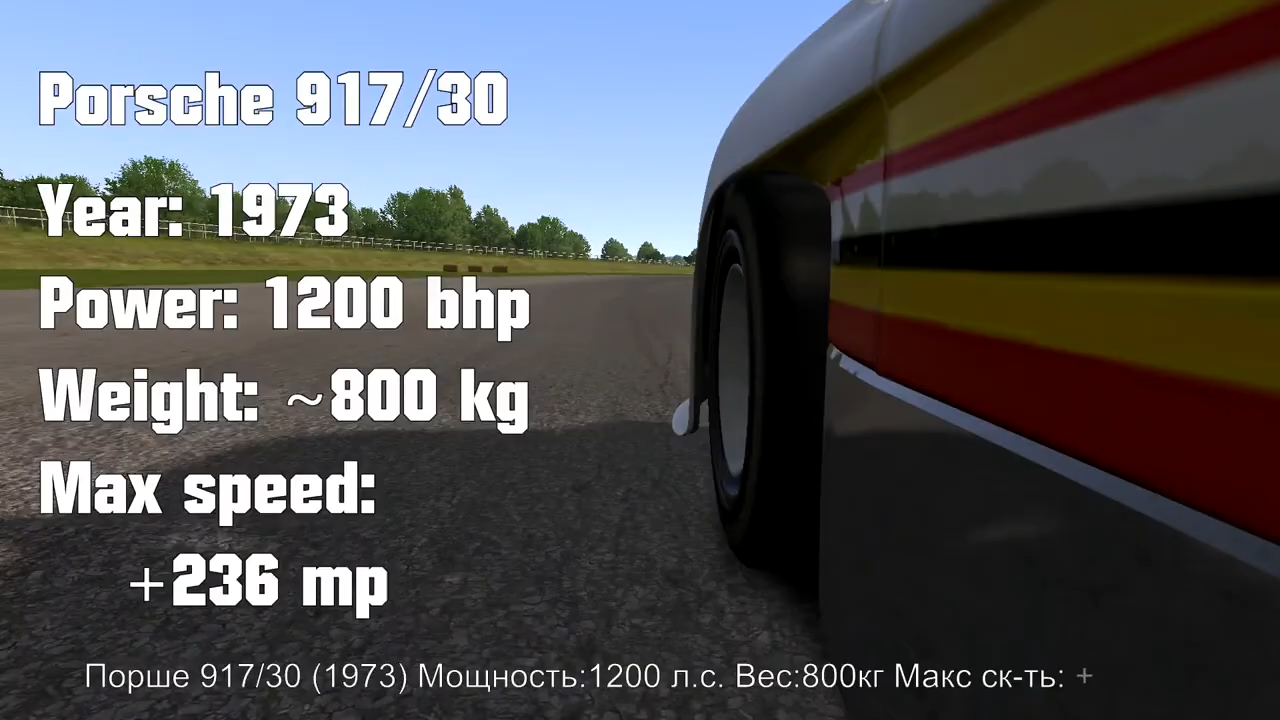 Porsche 917/30
Year: 1973
Power: 1200 bhp
Weight: ~800 kg
Max speed:
+236 mp
Порше 917/30 (1973) Мощность:1200 л.с. Вес:800кг Макс ск-ть: +